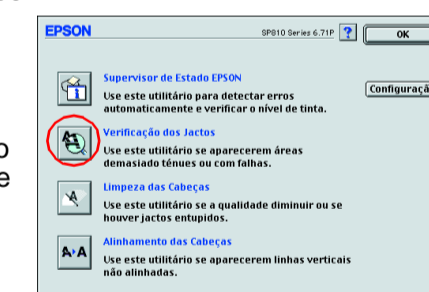 EPSON
SP810 Series 6.71P
?
OK
Supervisor de Estado EPSON
Use este utilitário para detectar erros
automaticamente e verificar o nível de tinta.
Configuraçã
Verificação dos Jactos
Use este utilitário se aparecerem áreas
demasiado ténues ou com falhas.
o
e
Limpeza das Cabeças
Use este utilitário se a qualidade diminuir ou se
houver jactos entupidos.
A›A
Alinhamento das Cabeças
Use este utilitário se aparecerem linhas verticais
não alinhadas.